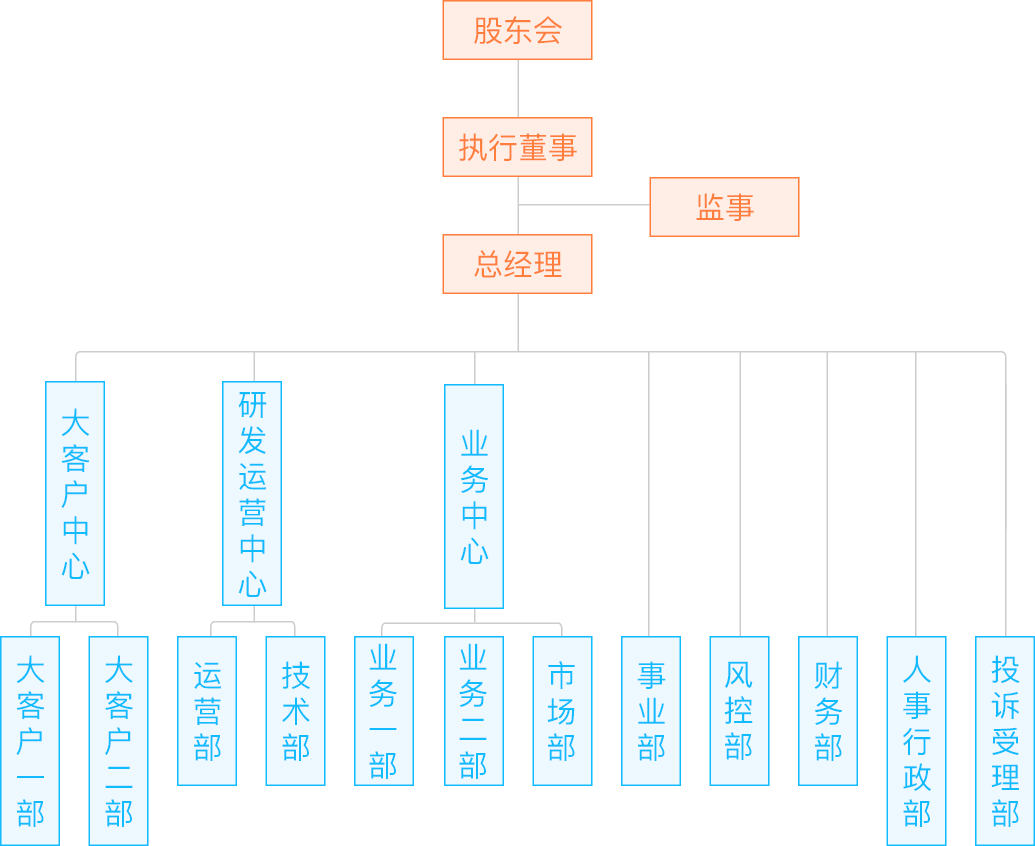 股东会
执行董事
监事
总经理
大客户中心
研发运营中心
业务中心
大客户一部
大客户二部
运营部
技术部
业务一部
业务二部
市场部
事业部
风控部
财务部
人事行政部
投诉受理部